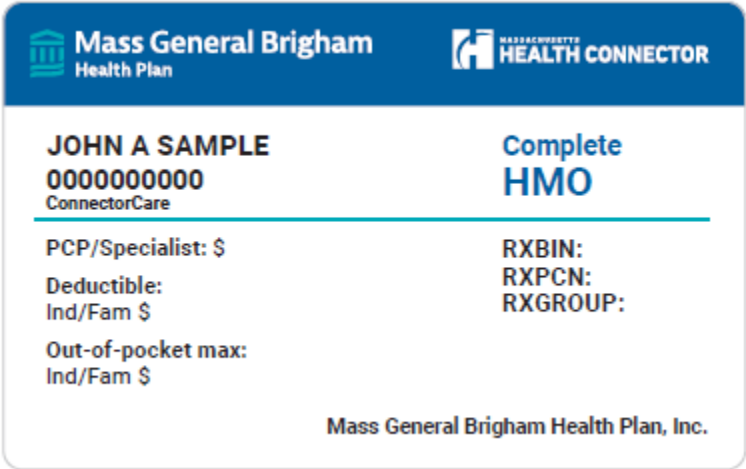 Mass General Brigham
Health Plan
MASSACHUSETTS
HEALTH CONNECTOR
JOHN A SAMPLE
0000000000
ConnectorCare
Complete
HMO
PCP/Specialist: $
Deductible:
Ind/Fam $
Out-of-pocket max:
Ind/Fam $
RXBIN:
RXPCN:
RXGROUP:
Mass General Brigham Health Plan, Inc.